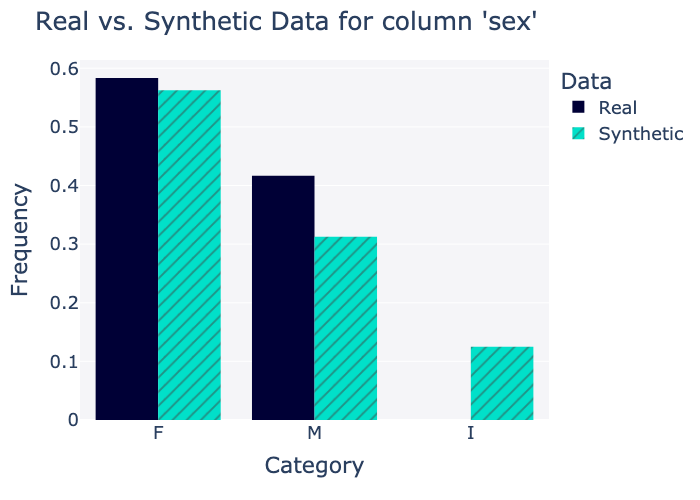 Real vs. Synthetic Data for column 'sex'
Data
Real
Synthetic
Frequency
0.6
0.5
0.4
0.3
0.2
0.1
0
F
M
I
Category